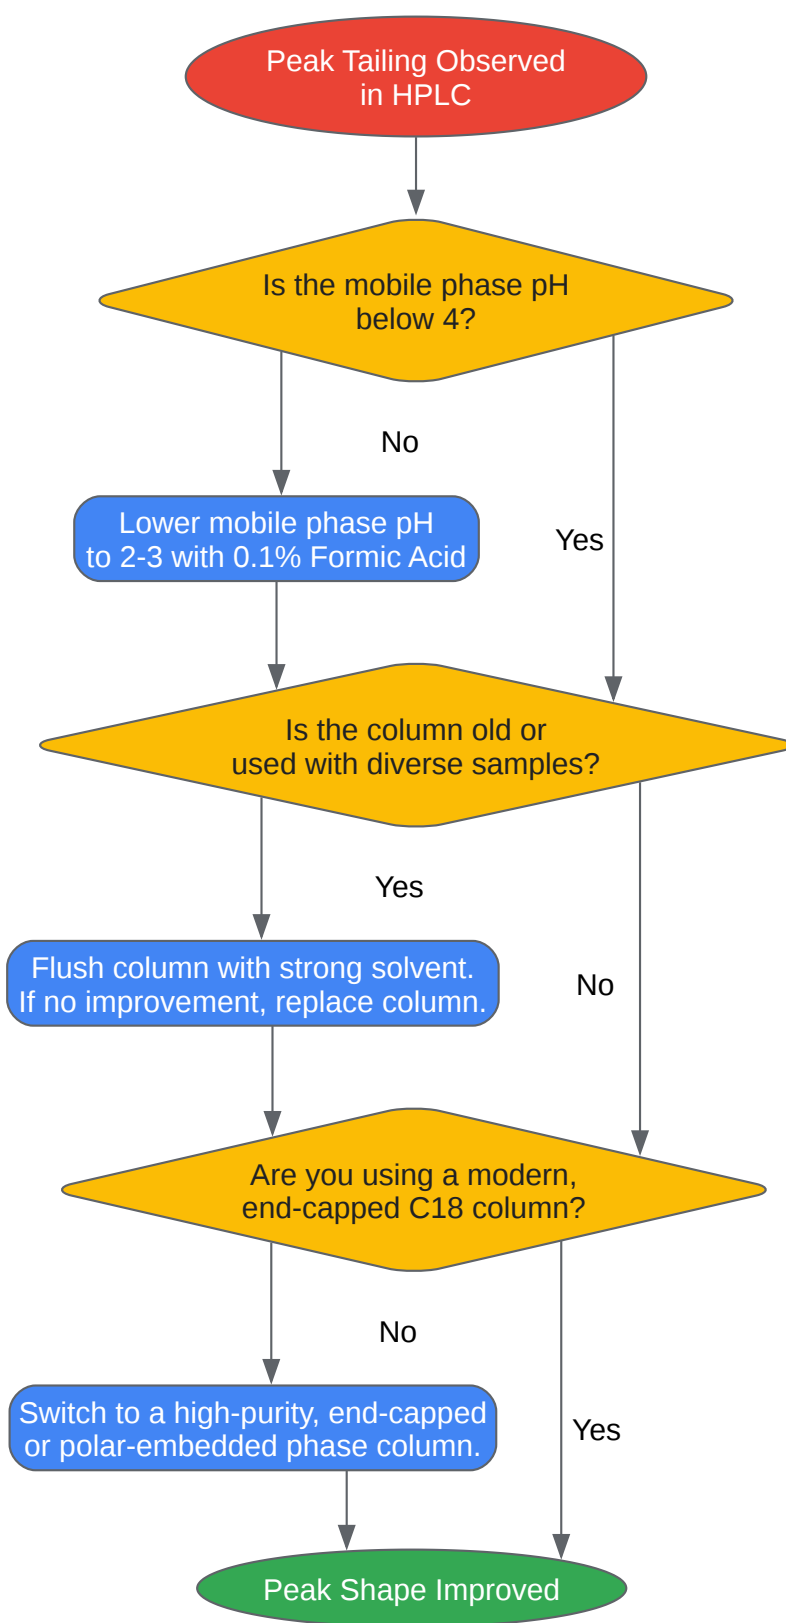 Peak Tailing Observed
in HPLC
Is the mobile phase pH
below 4?
No
Lower mobile phase pH
to 2-3 with 0.1% Formic Acid
Yes
Is the column old or
used with diverse samples?
Yes
Flush column with strong solvent.
If no improvement, replace column.
No
Are you using a modern,
end-capped C18 column?
No
Switch to a high-purity, end-capped
or polar-embedded phase column.
Yes
Peak Shape Improved